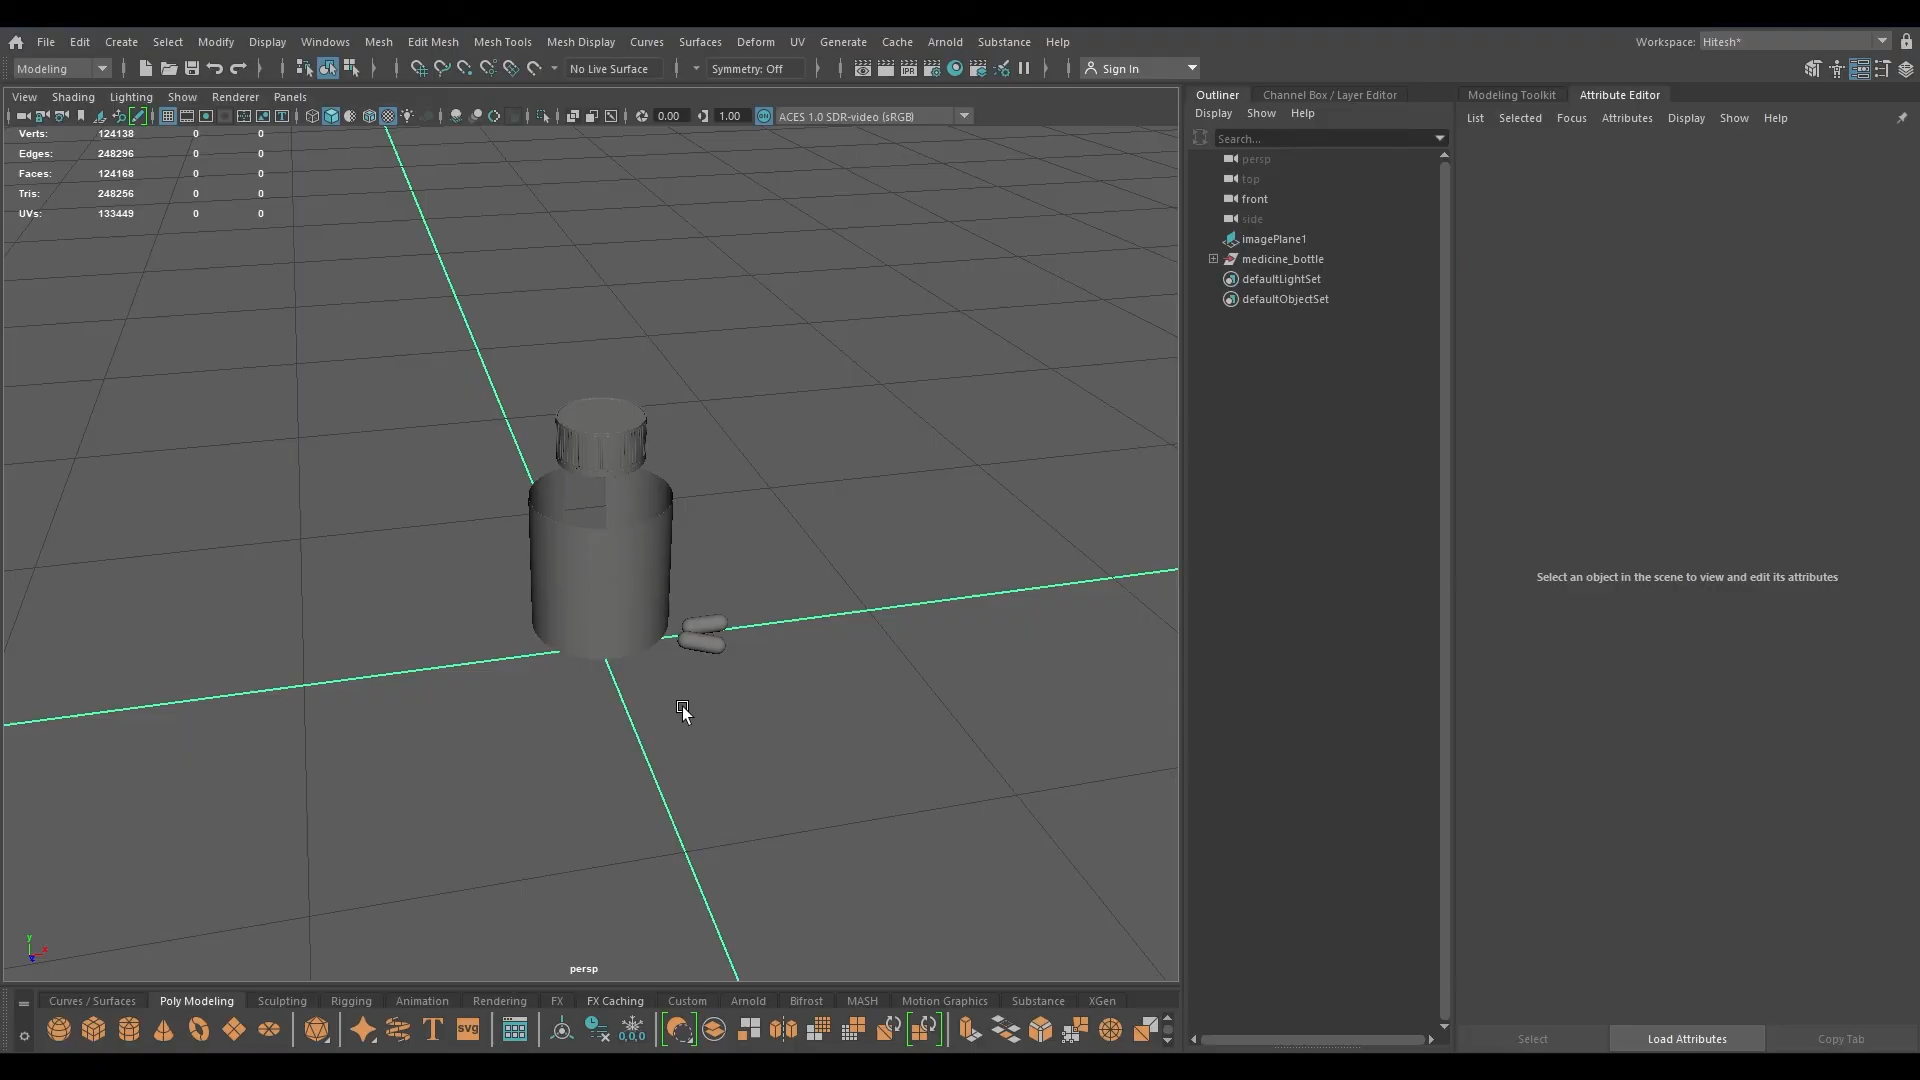 File Edit Create Select Modify Display Windows Mesh Edit Mesh Mesh Tools Mesh Display Curves Surfaces Deform UV Generate Cache Arnold Substance Help Workspace: Hitesh*
Modeling No Live Surface Symmetry: Off IPR Sign In
View Shading Lighting Show Renderer Panels
0.00 1.00 ACES 1.0 SDR-video (sRGB)
Verts: 124138 0 0
Edges: 248296 0 0
Faces: 124168 0 0
Tris: 248256 0 0
UVs: 133449 0 0
y
x
z
persp
Curves / Surfaces Poly Modeling Sculpting Rigging Animation Rendering FX FX Caching Custom Arnold Bifrost MASH Motion Graphics Substance XGen
T svg 0,0,0
Outliner Channel Box / Layer Editor
Display Show Help
Search...
persp
top
front
side
imagePlane1
medicine_bottle
defaultLightSet
defaultObjectSet
Modeling Toolkit Attribute Editor
List Selected Focus Attributes Display Show Help
Select an object in the scene to view and edit its attributes
Select Load Attributes Copy Tab